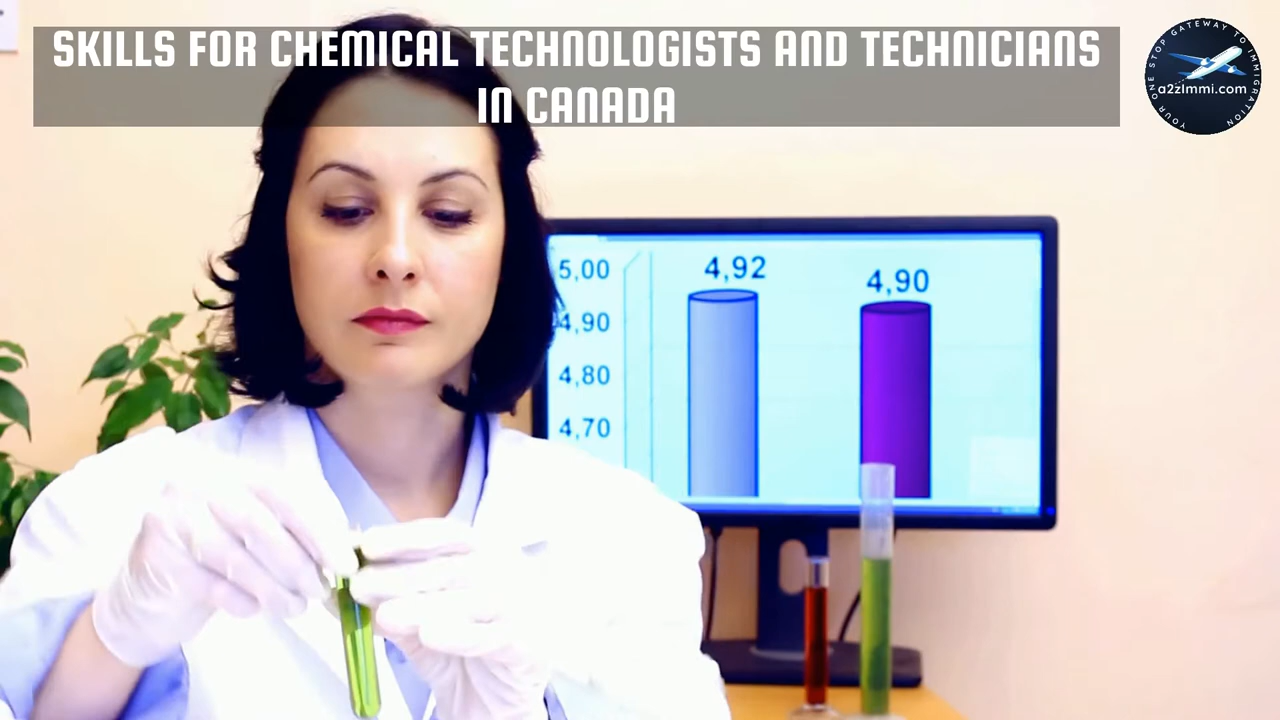 SKILLS FOR CHEMICAL TECHNOLOGISTS AND TECHNICIANS
IN CANADA
YOUR ONE STOP GATEWAY TO IMMIGRATION
a2zImmi.com
5,00
4,92
4,90
4,90
4,80
4,70